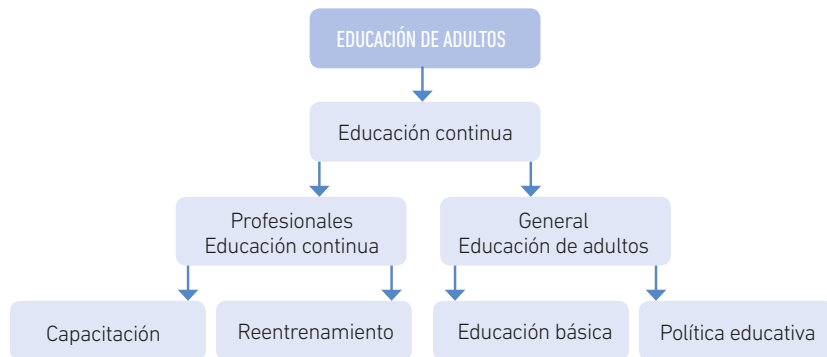 EDUCACIÓN DE ADULTOS
Educación continua
Profesionales
Educación continua
General
Educación de adultos
Capacitación
Reentrenamiento
Educación básica
Política educativa